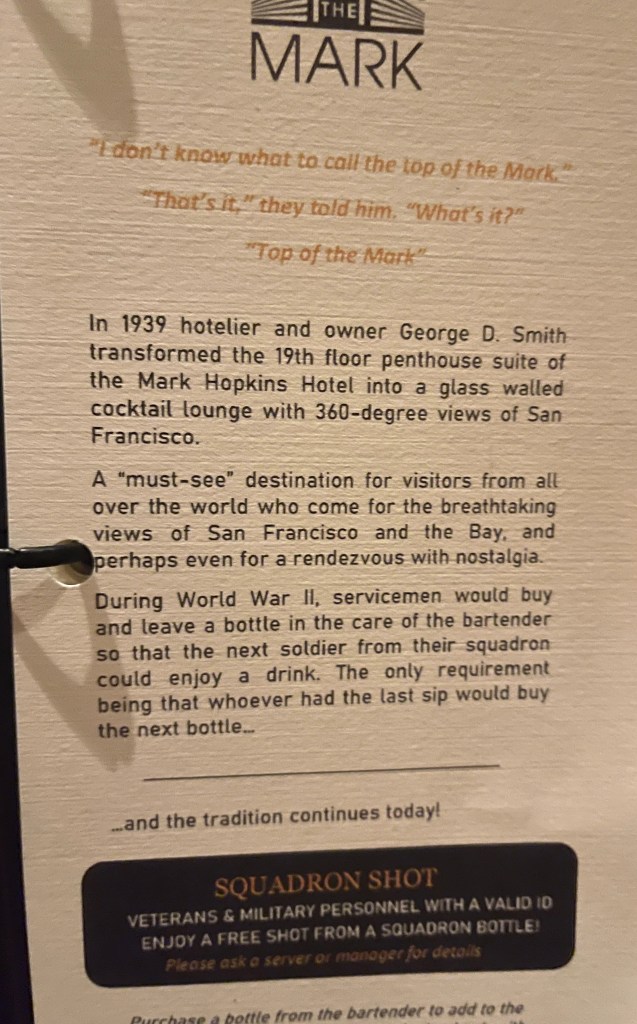 THE
MARK
"I don't know what to call the top of the Mark."
"That's it," they told him. "What's it?"
"Top of the Mark"
In 1939 hotelier and owner George D. Smith
transformed the 19th floor penthouse suite of
the Mark Hopkins Hotel into a glass walled
cocktail lounge with 360-degree views of San
Francisco.
A "must-see" destination for visitors from all
over the world who come for the breathtaking
views of San Francisco and the Bay, and
perhaps even for a rendezvous with nostalgia.
During World War II, servicemen would buy
and leave a bottle in the care of the bartender
so that the next soldier from their squadron
could enjoy a drink. The only requirement
being that whoever had the last sip would buy
the next bottle...
...and the tradition continues today!
SQUADRON SHOT
VETERANS & MILITARY PERSONNEL WITH A VALID ID
ENJOY A FREE SHOT FROM A SQUADRON BOTTLE!
Please ask a server or manager for details
Purchase a bottle from the bartender to add to the